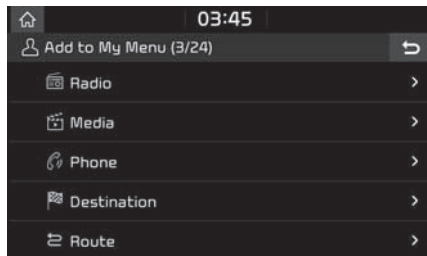 03:45
Add to My Menu (3/24)
Radio
Media
Phone
Destination
Route